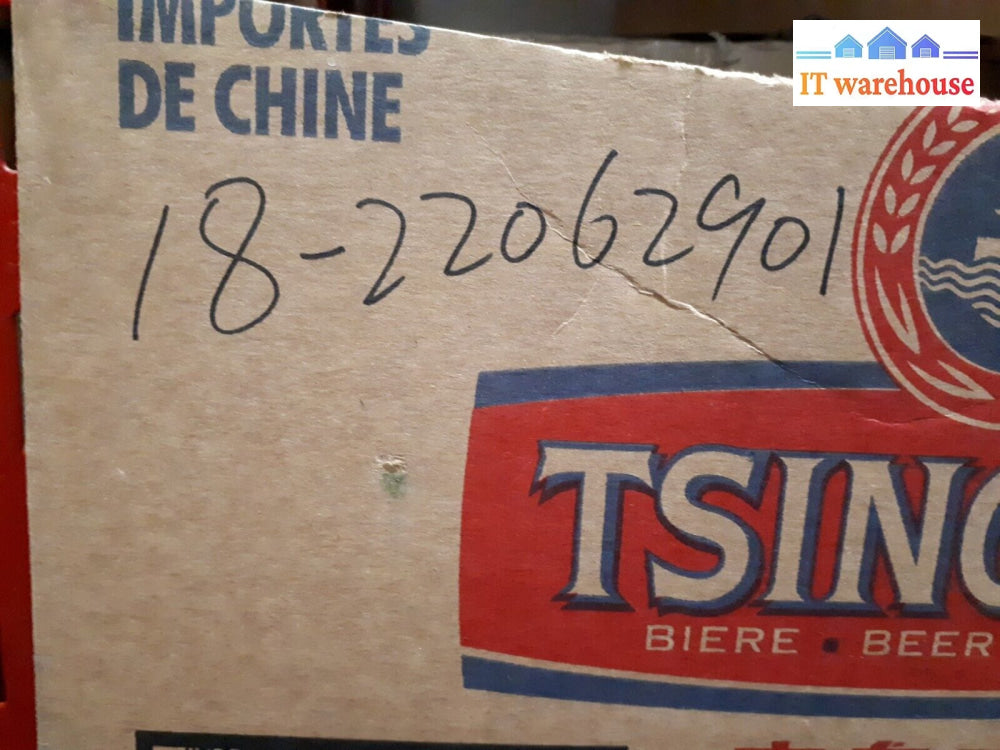 IT warehouse
IMPORTÉS
DE CHINE
18-22062901
TSING
BIERE • BEER